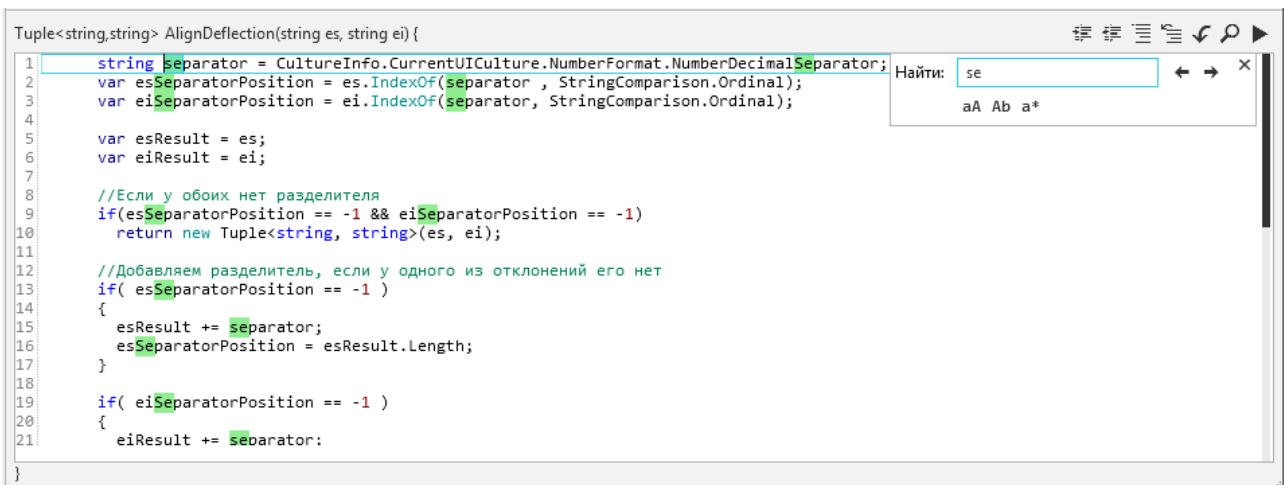 Tuple<string,string> AlignDeflection(string es, string ei) {
1 string separator = CultureInfo.CurrentUICulture.NumberFormat.NumberDecimalSeparator;
Найти: se
2 var esSeparatorPosition = es.IndexOf(separator , StringComparison.Ordinal);
3 var eiSeparatorPosition = ei.IndexOf(separator, StringComparison.Ordinal);
aA Ab a*
4
5 var esResult = es;
6 var eiResult = ei;
7
8 //Если у обоих нет разделителя
9 if(esSeparatorPosition == -1 && eiSeparatorPosition == -1)
10 return new Tuple<string, string>(es, ei);
11
12 //Добавляем разделитель, если у одного из отклонений его нет
13 if( esSeparatorPosition == -1 )
14 {
15 esResult += separator;
16 esSeparatorPosition = esResult.Length;
17 }
18
19 if( eiSeparatorPosition == -1 )
20 {
21 eiResult += separator;
}